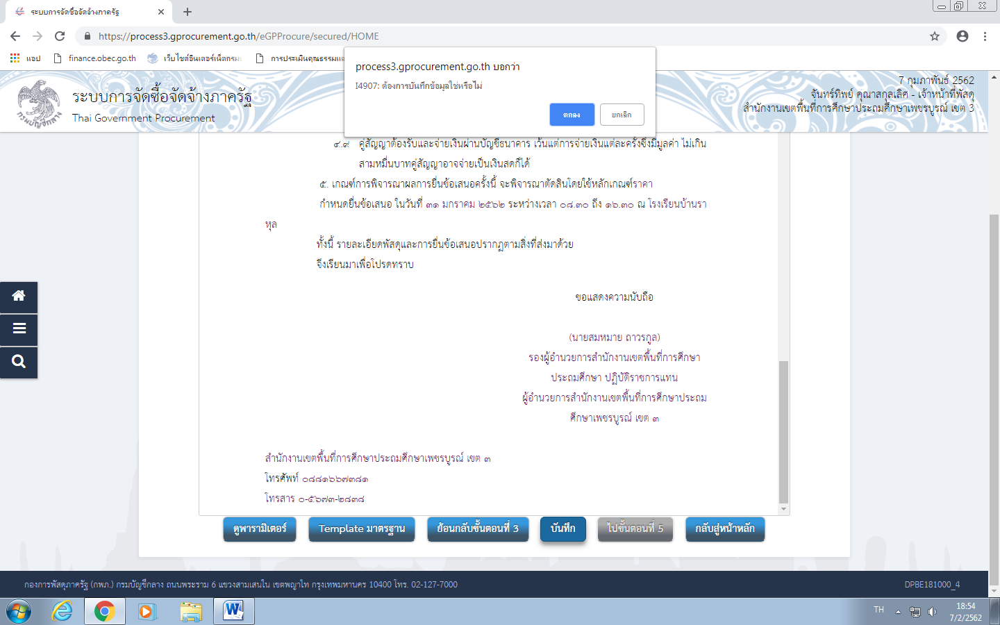 ระบบการจัดซื้อจัดจ้างภาครัฐ
https://process3.gprocurement.go.th/eGPProcure/secured/HOME
แอป
finance.obec.go.th
เว็บไซต์อินเตอร์เน็ตกรม
การประเมินคุณธรรมแล
process3.gprocurement.go.th บอกว่า
I4907: ต้องการบันทึกข้อมูลใช่หรือไม่
ตกลง
ยกเลิก
กรมบัญชีกลาง
ระบบการจัดซื้อจัดจ้างภาครัฐ
Thai Government Procurement
7 กุมภาพันธ์ 2562
จันทร์ทิพย์ คุณาสกุลเลิศ - เจ้าหน้าที่พัสดุ
สำนักงานเขตพื้นที่การศึกษาประถมศึกษาเพชรบูรณ์ เขต 3
๔.๙ คู่สัญญาต้องรับและจ่ายเงินผ่านบัญชีธนาคาร เว้นแต่การจ่ายเงินแต่ละครั้งซึ่งมีมูลค่า ไม่เกิน
สามหมื่นบาทคู่สัญญาอาจจ่ายเป็นเงินสดก็ได้
๕. เกณฑ์การพิจารณาผลการยื่นข้อเสนอครั้งนี้ จะพิจารณาตัดสินโดยใช้หลักเกณฑ์ราคา
กำหนดยื่นข้อเสนอ ในวันที่ ๓๑ มกราคม ๒๕๖๒ ระหว่างเวลา ๐๘.๓๐ ถึง ๑๖.๓๐ ณ โรงเรียนบ้านรา
หุล
ทั้งนี้ รายละเอียดพัสดุและการยื่นข้อเสนอปรากฏตามสิ่งที่ส่งมาด้วย
จึงเรียนมาเพื่อโปรดทราบ
ขอแสดงความนับถือ
(นายสมหมาย ถาวรกูล)
รองผู้อำนวยการสำนักงานเขตพื้นที่การศึกษา
ประถมศึกษา ปฏิบัติราชการแทน
ผู้อำนวยการสำนักงานเขตพื้นที่การศึกษาประถม
ศึกษาเพชรบูรณ์ เขต ๓
สำนักงานเขตพื้นที่การศึกษาประถมศึกษาเพชรบูรณ์ เขต ๓
โทรศัพท์ ๐๘๘๑๖๖๗๓๘๑
โทรสาร ๐-๕๖๗๓-๒๘๓๘
ดูพารามิเตอร์
Template มาตรฐาน
ย้อนกลับขั้นตอนที่ 3
บันทึก
ไปขั้นตอนที่ 5
กลับสู่หน้าหลัก
กองการพัสดุภาครัฐ (กพภ.) กรมบัญชีกลาง ถนนพระราม 6 แขวงสามเสนใน เขตพญาไท กรุงเทพมหานคร 10400 โทร. 02-127-7000
DPBE181000_4
TH
18:54
7/2/2562